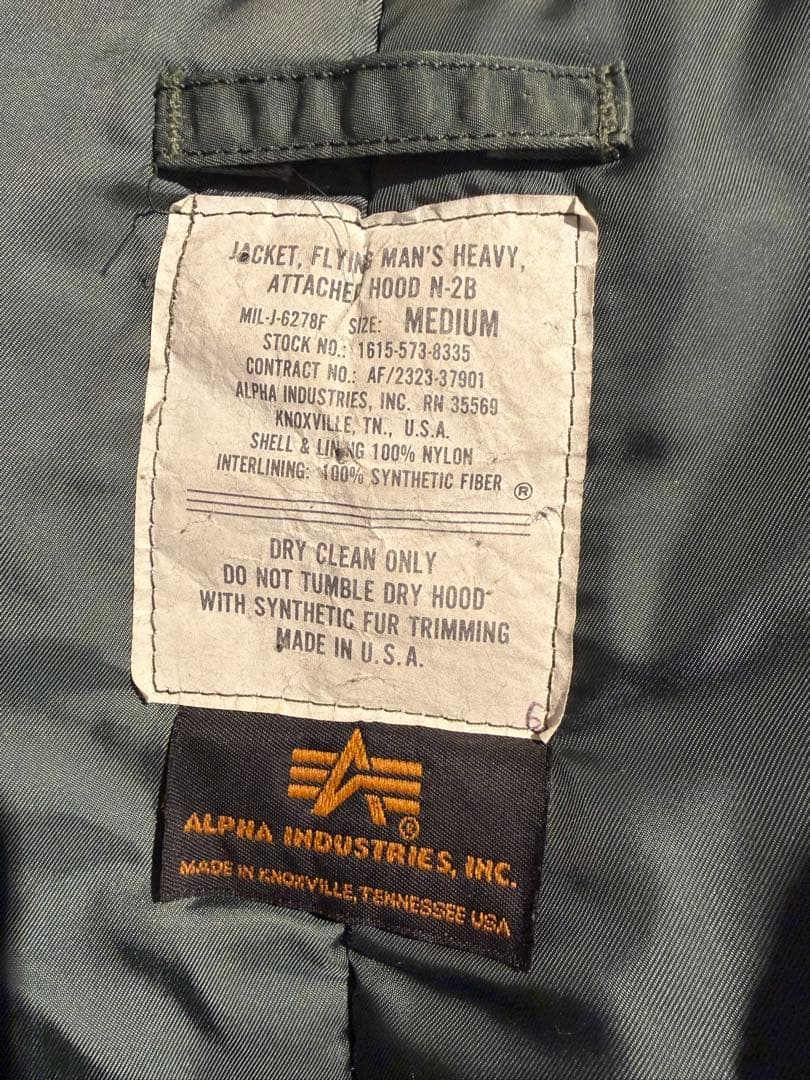 JACKET, FLYING MAN'S HEAVY,
ATTACHED HOOD N-2B
MIL-J-6278F SIZE: MEDIUM
STOCK NO.: 1615-573-8335
CONTRACT NO.: AF/2323-37901
ALPHA INDUSTRIES, INC. RN 35569
KNOXVILLE, TN., U.S.A.
SHELL & LINING 100% NYLON
INTERLINING: 100% SYNTHETIC FIBER ®
DRY CLEAN ONLY
DO NOT TUMBLE DRY HOOD
WITH SYNTHETIC FUR TRIMMING
MADE IN U.S.A.
6
®
ALPHA INDUSTRIES, INC.
MADE IN KNOXVILLE, TENNESSEE USA